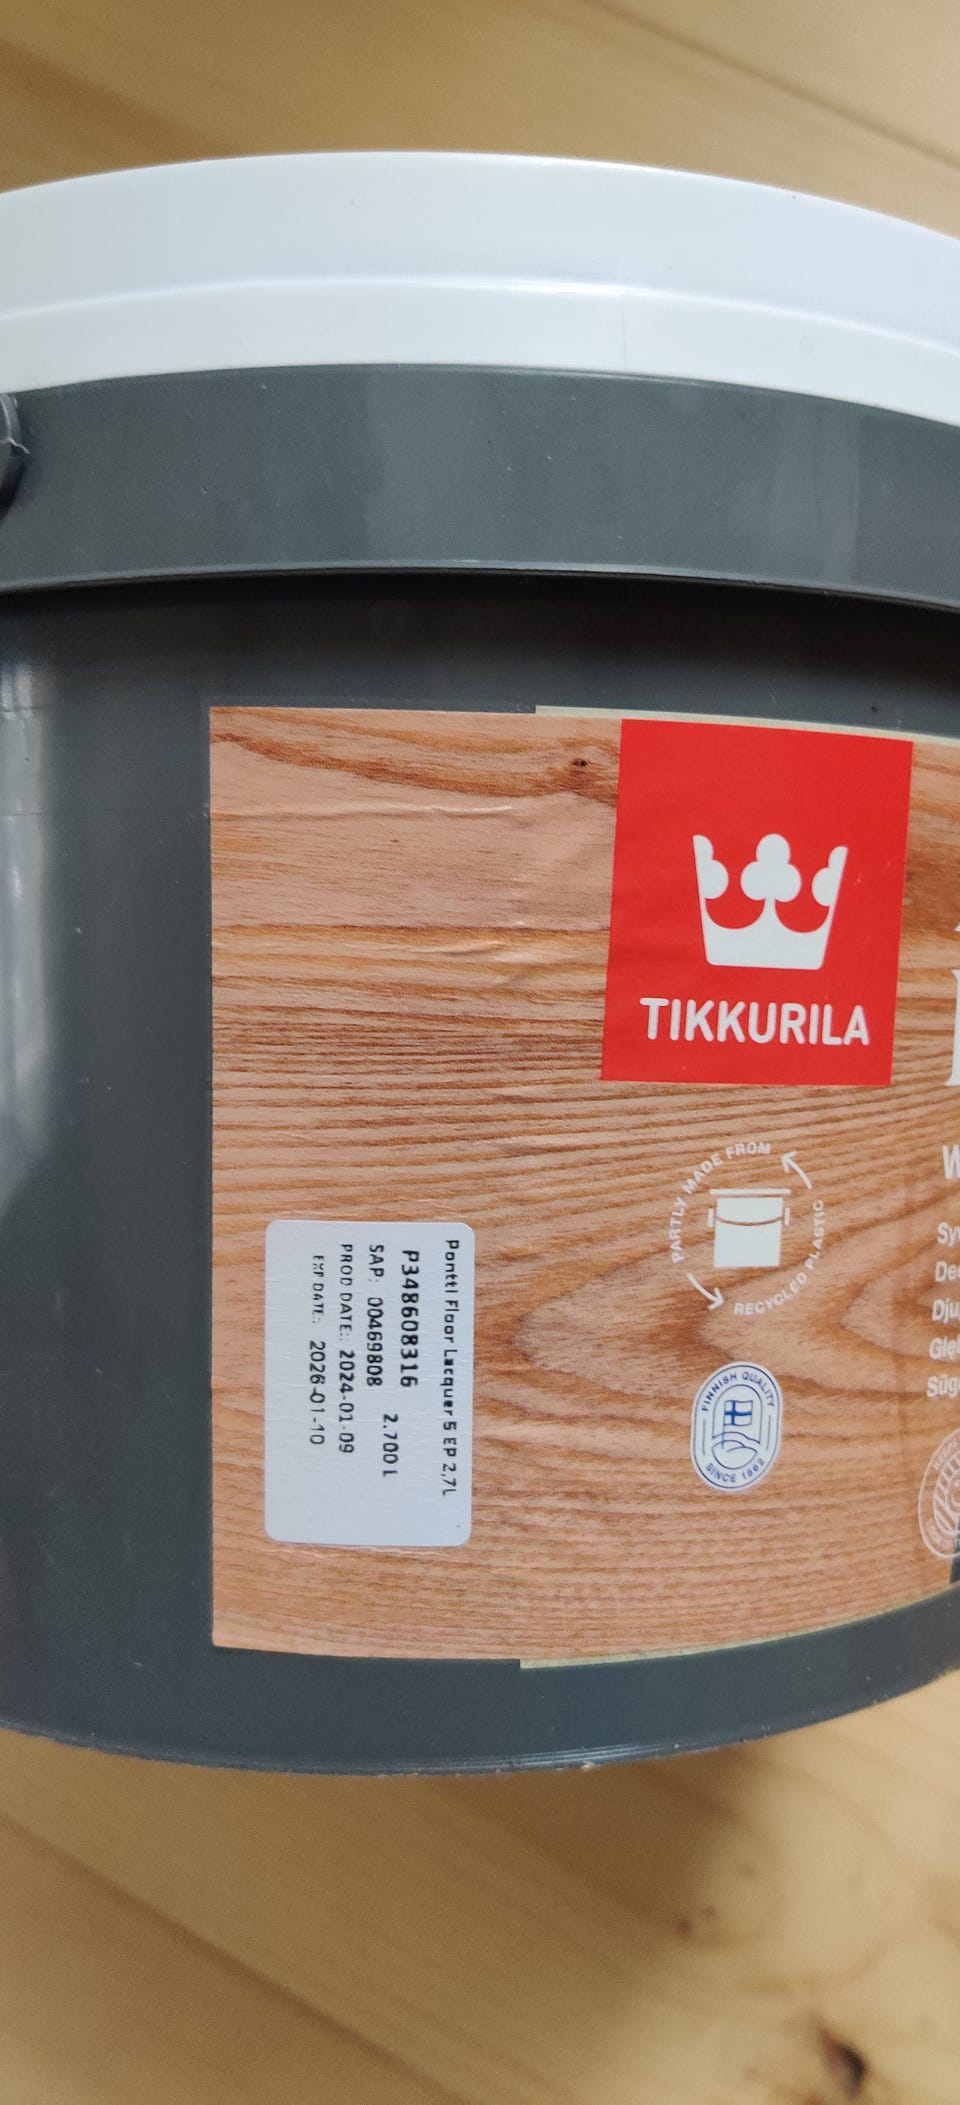 TIKKURILA
PARTLY MADE FROM
RECYCLED PLASTIC
FINNISH QUALITY
SINCE 1862
Pontti Floor Lacquer 5 EP 2,7L
P348608316
2.700 L
SAP: 00469808
PROD DATE: 2024-01-09
EXP DATE: 2026-01-10